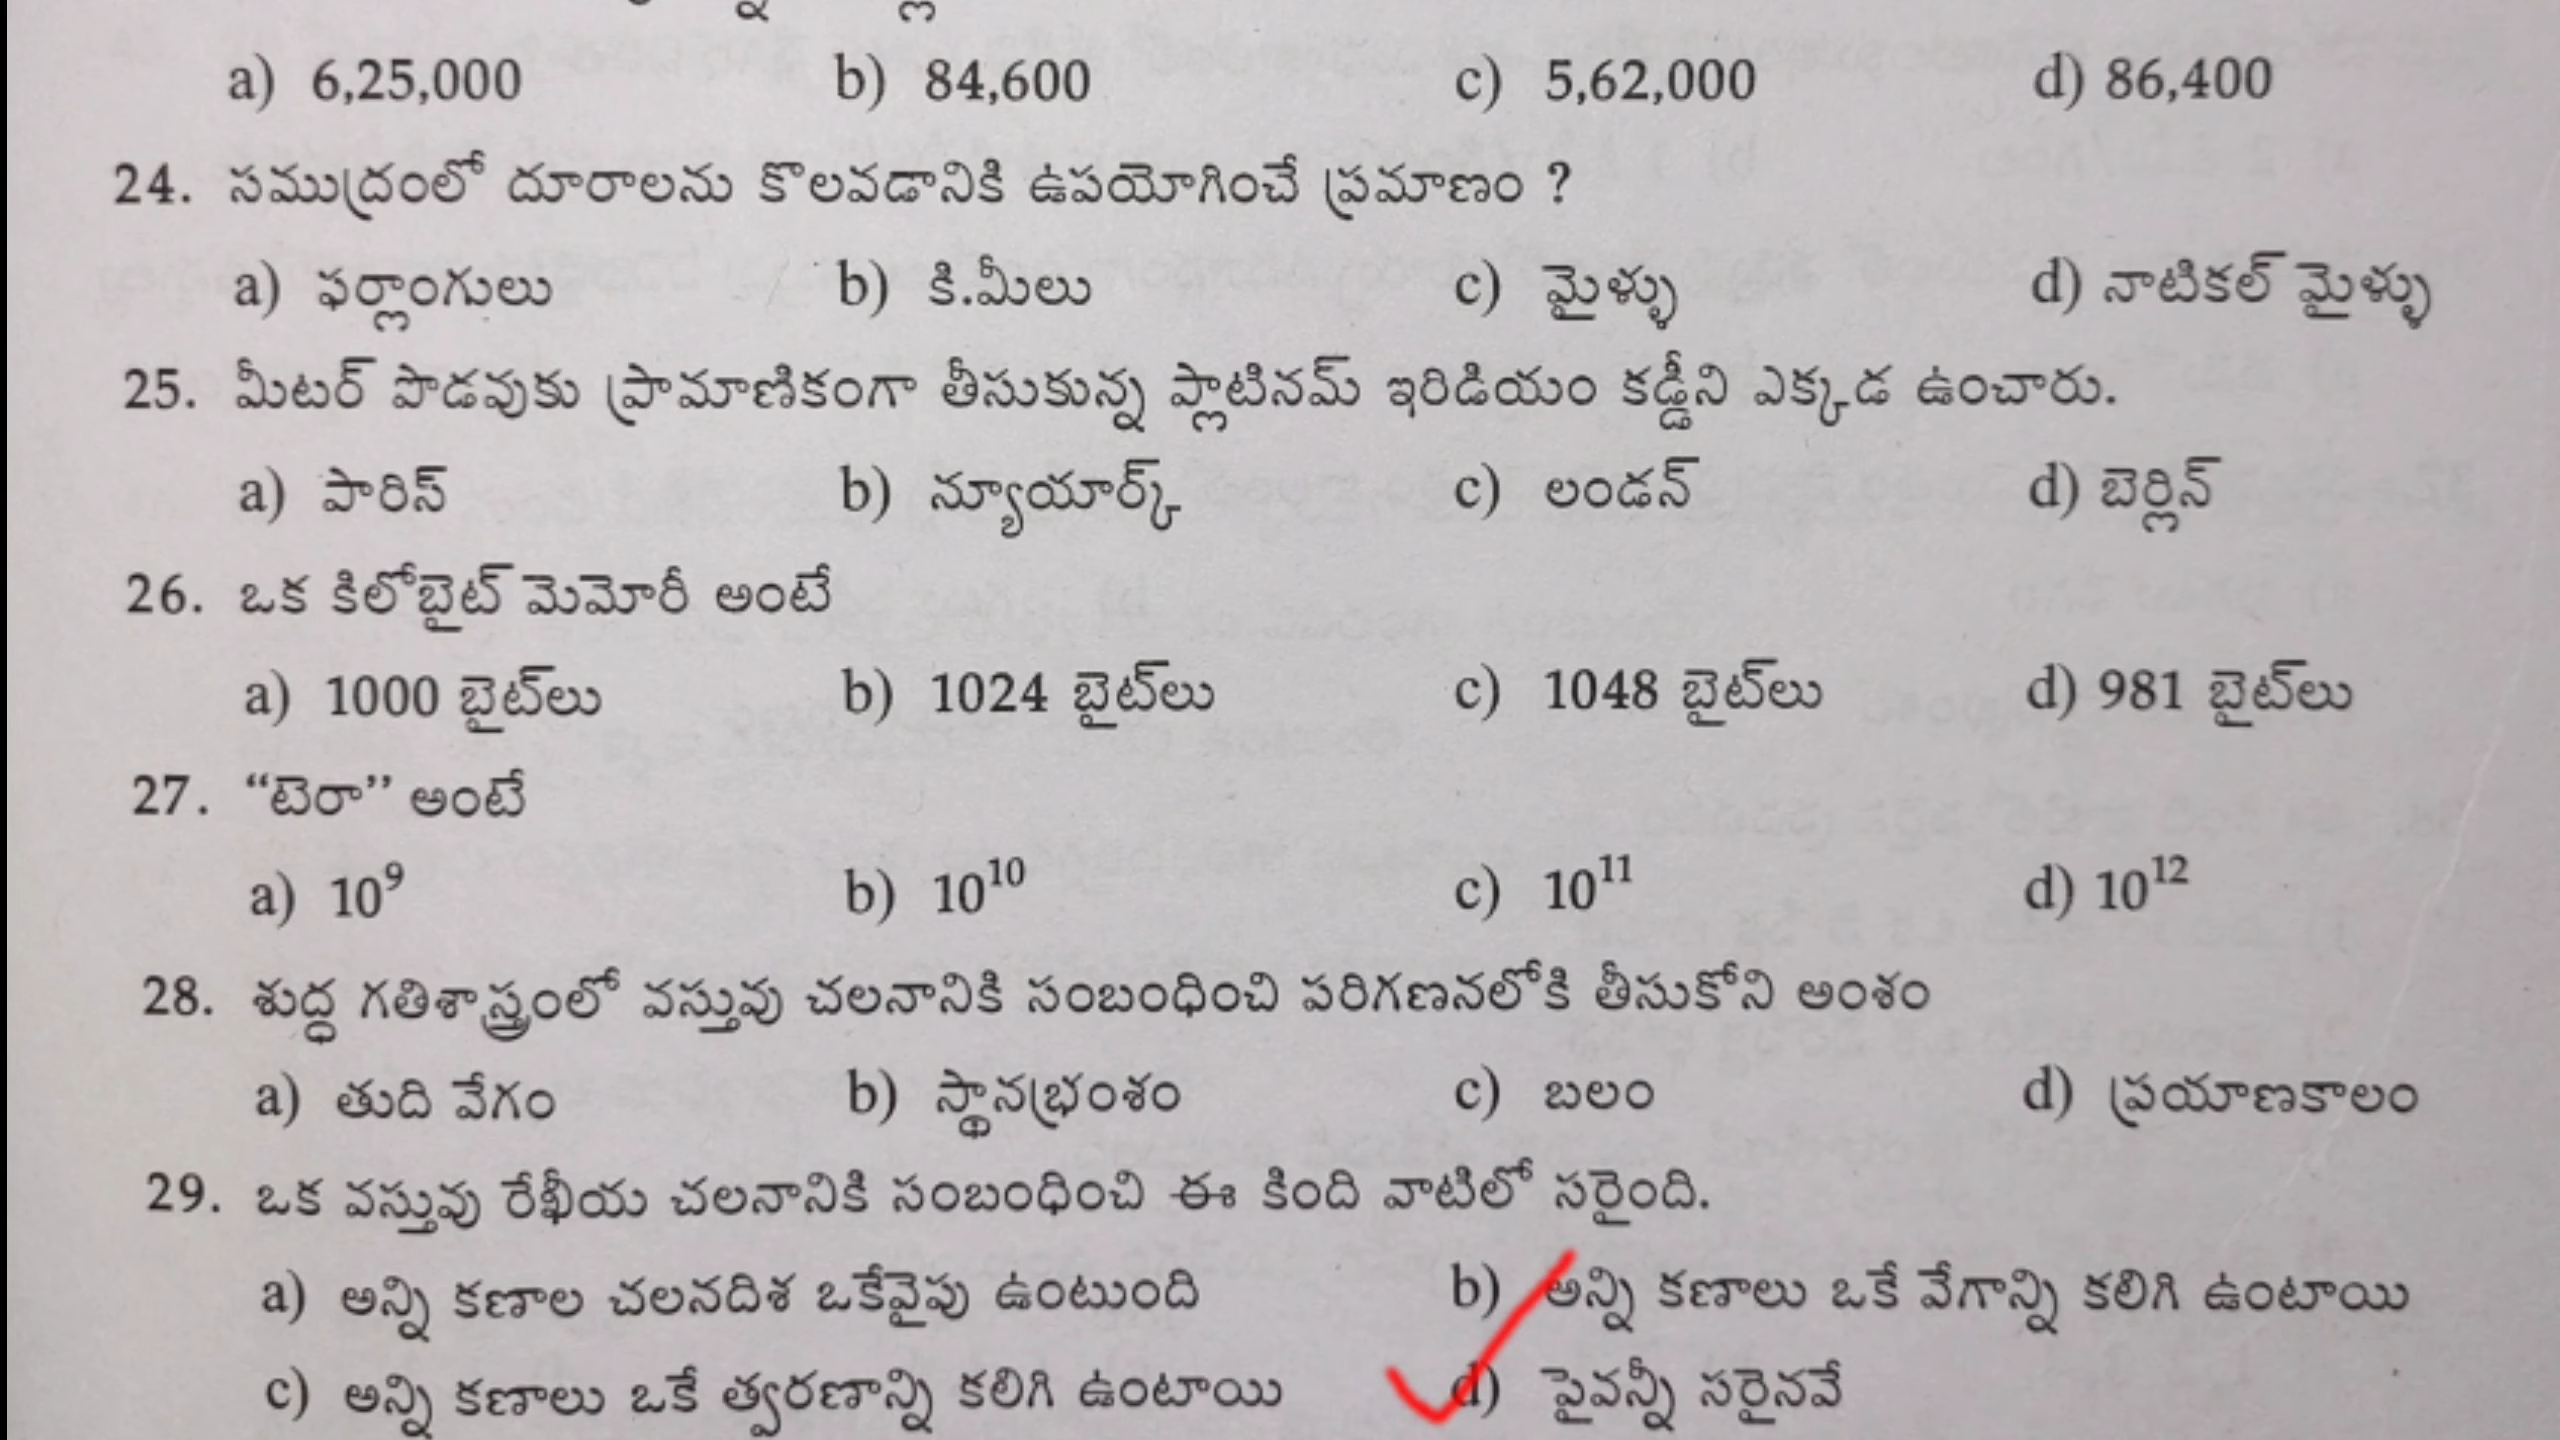 a) 6,25,000 b) 84,600 c) 5,62,000 d) 86,400
24. సముద్రంలో దూరాలను కొలవడానికి ఉపయోగించే ప్రమాణం ?
a) ఫర్లాంగులు b) కి.మీలు c) మైళ్ళు d) నాటికల్ మైళ్ళు
25. మీటర్ పొడవుకు ప్రామాణికంగా తీసుకున్న ప్లాటినమ్ ఇరిడియం కడ్డీని ఎక్కడ ఉంచారు.
a) పారిస్ b) న్యూయార్క్ c) లండన్ d) బెర్లిన్
26. ఒక కిలోబైట్ మెమోరీ అంటే
a) 1000 బైట్‌లు b) 1024 బైట్‌లు c) 1048 బైట్‌లు d) 981 బైట్‌లు
27. “టెరా” అంటే
a) 10⁹ b) 10¹⁰ c) 10¹¹ d) 10¹²
28. శుద్ధ గతిశాస్త్రంలో వస్తువు చలనానికి సంబంధించి పరిగణనలోకి తీసుకోని అంశం
a) తుది వేగం b) స్థానభ్రంశం c) బలం d) ప్రయాణకాలం
29. ఒక వస్తువు రేఖీయ చలనానికి సంబంధించి ఈ కింది వాటిలో సరైంది.
a) అన్ని కణాల చలనదిశ ఒకేవైపు ఉంటుంది b) అన్ని కణాలు ఒకే వేగాన్ని కలిగి ఉంటాయి
c) అన్ని కణాలు ఒకే త్వరణాన్ని కలిగి ఉంటాయి d) పైవన్నీ సరైనవే